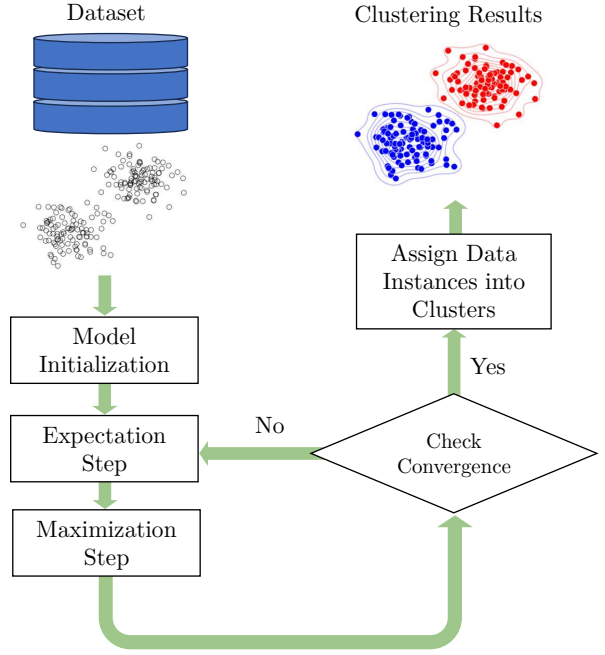 Dataset
Clustering Results
Assign Data
Instances into
Clusters
Model
Initialization
Yes
No
Expectation
Step
Check
Convergence
Maximization
Step